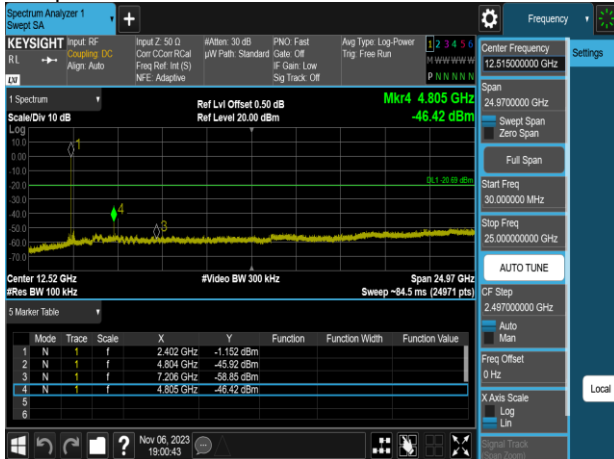 Spectrum Analyzer 1
Swept SA
+
Frequency
KEYSIGHT
RL
LXI
Input: RF
Coupling: DC
Align: Auto
Input Z: 50 Ω
Corr CCorr RCal
Freq Ref: Int (S)
NFE: Adaptive
#Atten: 30 dB
µW Path: Standard
PNO: Fast
Gate: Off
IF Gain: Low
Sig Track: Off
Avg Type: Log-Power
Trig: Free Run
1 2 3 4 5 6
M W W W W W
P N N N N N
1 Spectrum
Scale/Div 10 dB
Ref Lvl Offset 0.50 dB
Ref Level 20.00 dBm
Mkr4 4.805 GHz
-46.42 dBm
Log
10.0
0.00
-10.0
-20.0
-30.0
-40.0
-50.0
-60.0
1
4
3
DL1 -20.69 dBm
Center 12.52 GHz
#Video BW 300 kHz
Span 24.97 GHz
#Res BW 100 kHz
Sweep ~84.5 ms (24971 pts)
5 Marker Table
Mode Trace Scale X Y Function Function Width Function Value
1 N 1 f 2.402 GHz -1.152 dBm
2 N 1 f 4.804 GHz -45.92 dBm
3 N 1 f 7.206 GHz -58.85 dBm
4 N 1 f 4.805 GHz -46.42 dBm
5
6
?
Nov 06, 2023
19:00:43
Center Frequency
12.515000000 GHz
Settings
Span
24.9700000 GHz
Swept Span
Zero Span
Full Span
Start Freq
30.000000 MHz
Stop Freq
25.000000000 GHz
AUTO TUNE
CF Step
2.497000000 GHz
Auto
Man
Freq Offset
0 Hz
Local
X Axis Scale
Log
Lin
Signal Track
(Span Zoom)